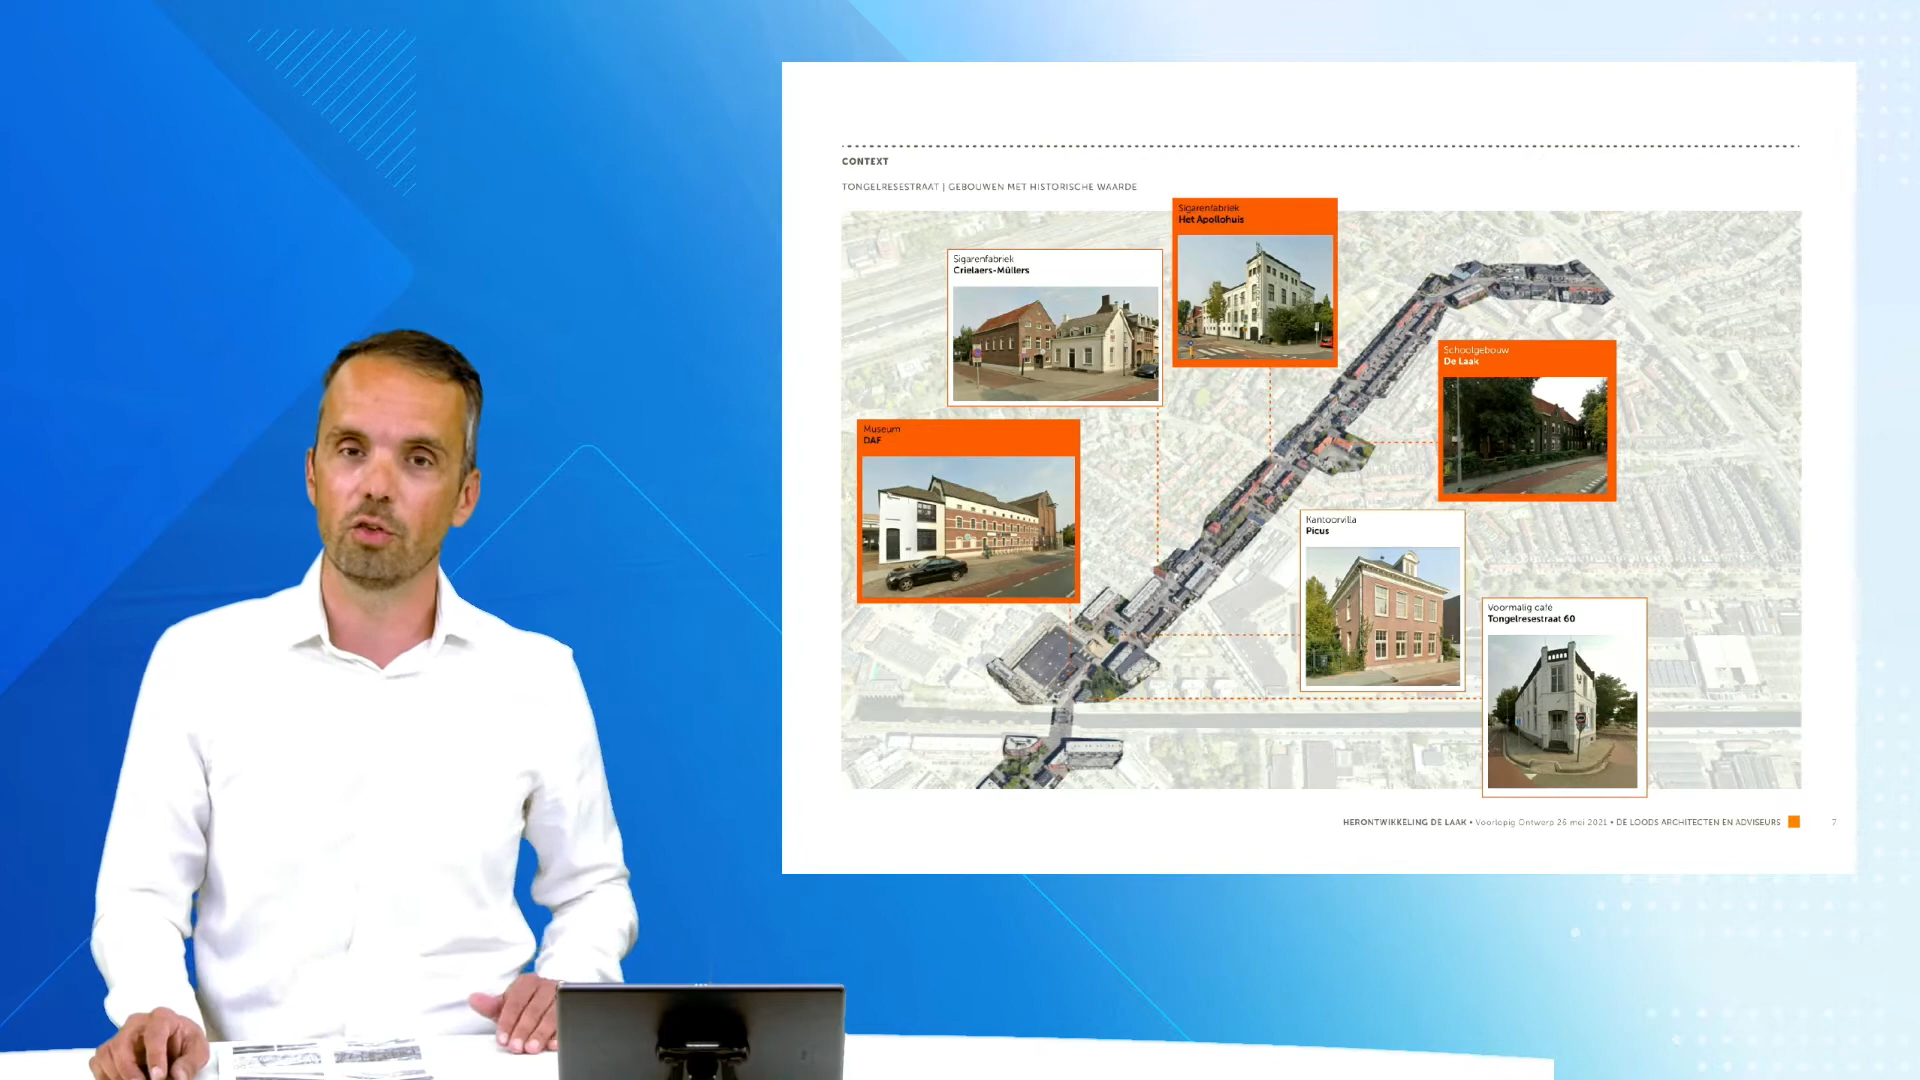 CONTEXT
TONGELRESESTRAAT | GEBOUWEN MET HISTORISCHE WAARDE
Sigarenfabriek
Het Apollohuis
Sigarenfabriek
Crielaers-Müllers
Schoolgebouw
De Laak
Museum
DAF
Kantoorvilla
Picus
Voormalig café
Tongelresestraat 60
HERONTWIKKELING DE LAAK • Voorlopig Ontwerp 26 mei 2021 • DE LOODS ARCHITECTEN EN ADVISEURS 7